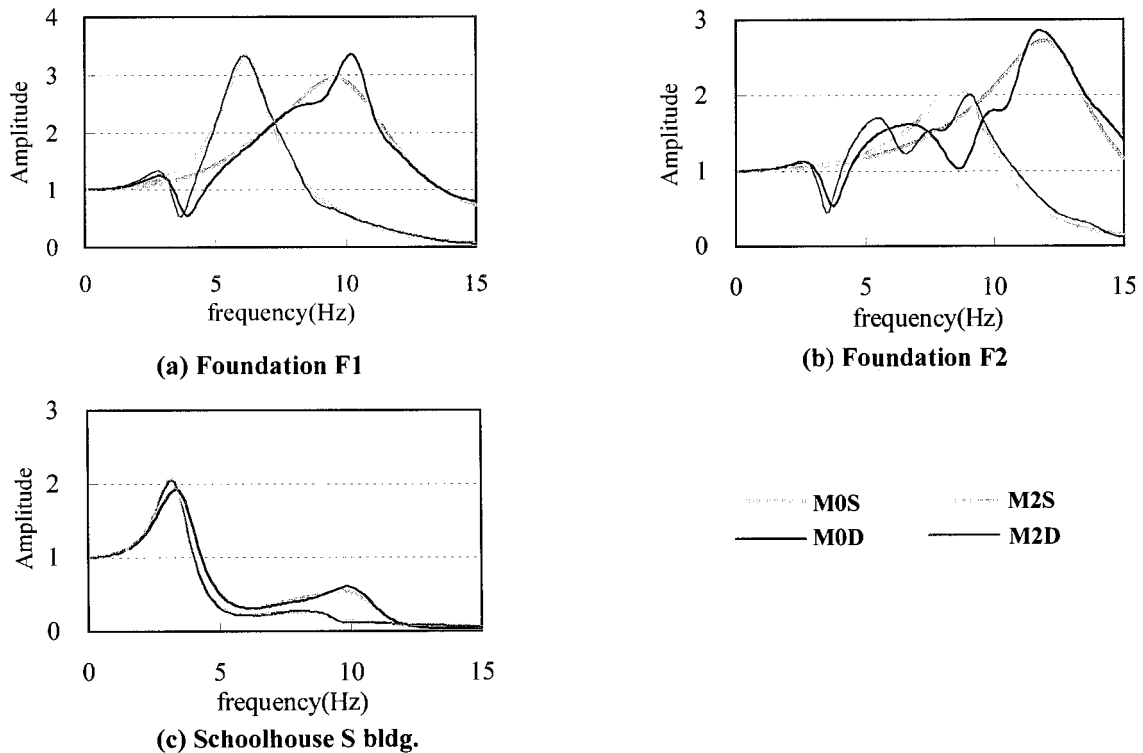 4
3
2
1
0
Amplitude
0 5 10 15
frequency(Hz)
(a) Foundation F1
3
2
1
0
Amplitude
0 5 10 15
frequency(Hz)
(b) Foundation F2
3
2
1
0
Amplitude
0 5 10 15
frequency(Hz)
(c) Schoolhouse S bldg.
M0S M2S
M0D M2D